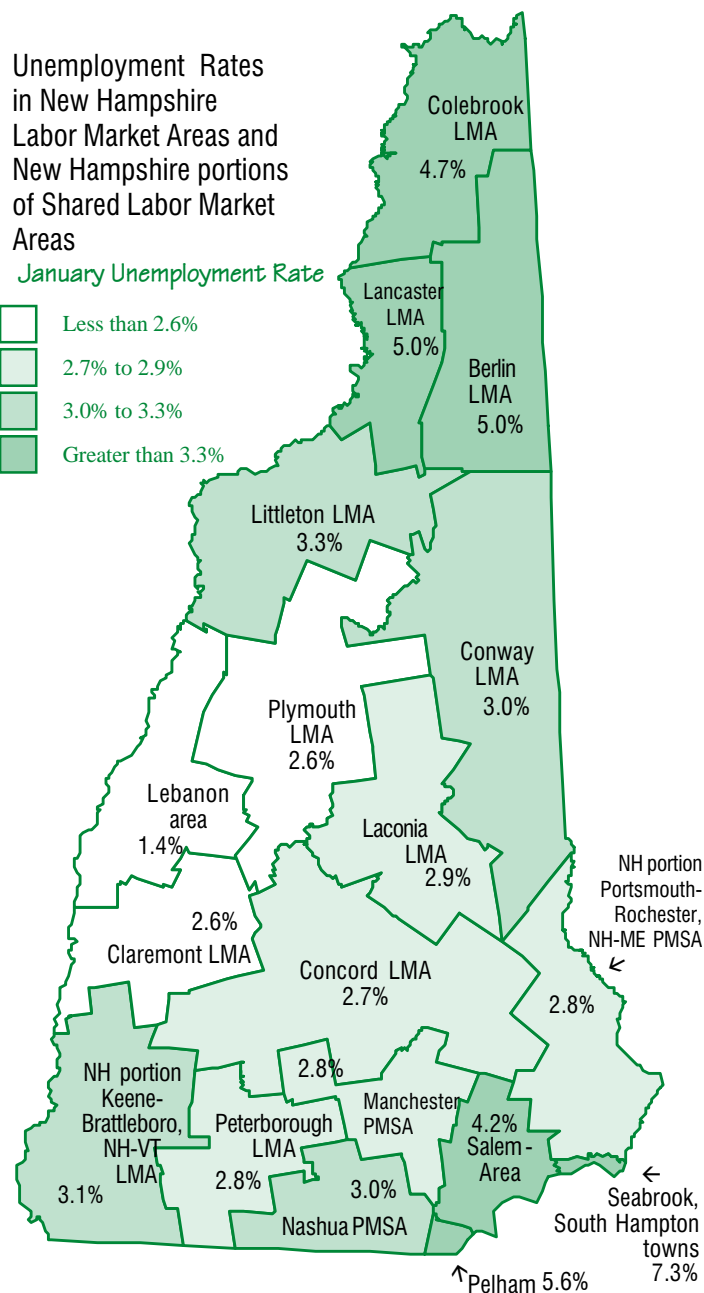 Unemployment Rates
in New Hampshire
Labor Market Areas and
New Hampshire portions
of Shared Labor Market
Areas
January Unemployment Rate
Less than 2.6%
2.7% to 2.9%
3.0% to 3.3%
Greater than 3.3%
Colebrook
LMA
4.7%
Lancaster
LMA
5.0%
Berlin
LMA
5.0%
Littleton LMA
3.3%
Conway
LMA
3.0%
Plymouth
LMA
2.6%
Lebanon
area
1.4%
Laconia
LMA
2.9%
NH portion
Portsmouth-
Rochester,
NH-ME PMSA
2.8%
2.6%
Claremont LMA
Concord LMA
2.7%
2.8%
Manchester
PMSA
NH portion
Keene-
Brattleboro,
NH-VT
LMA
3.1%
Peterborough
LMA
2.8%
3.0%
Nashua PMSA
4.2%
Salem-
Area
Seabrook,
South Hampton
towns
7.3%
Pelham 5.6%